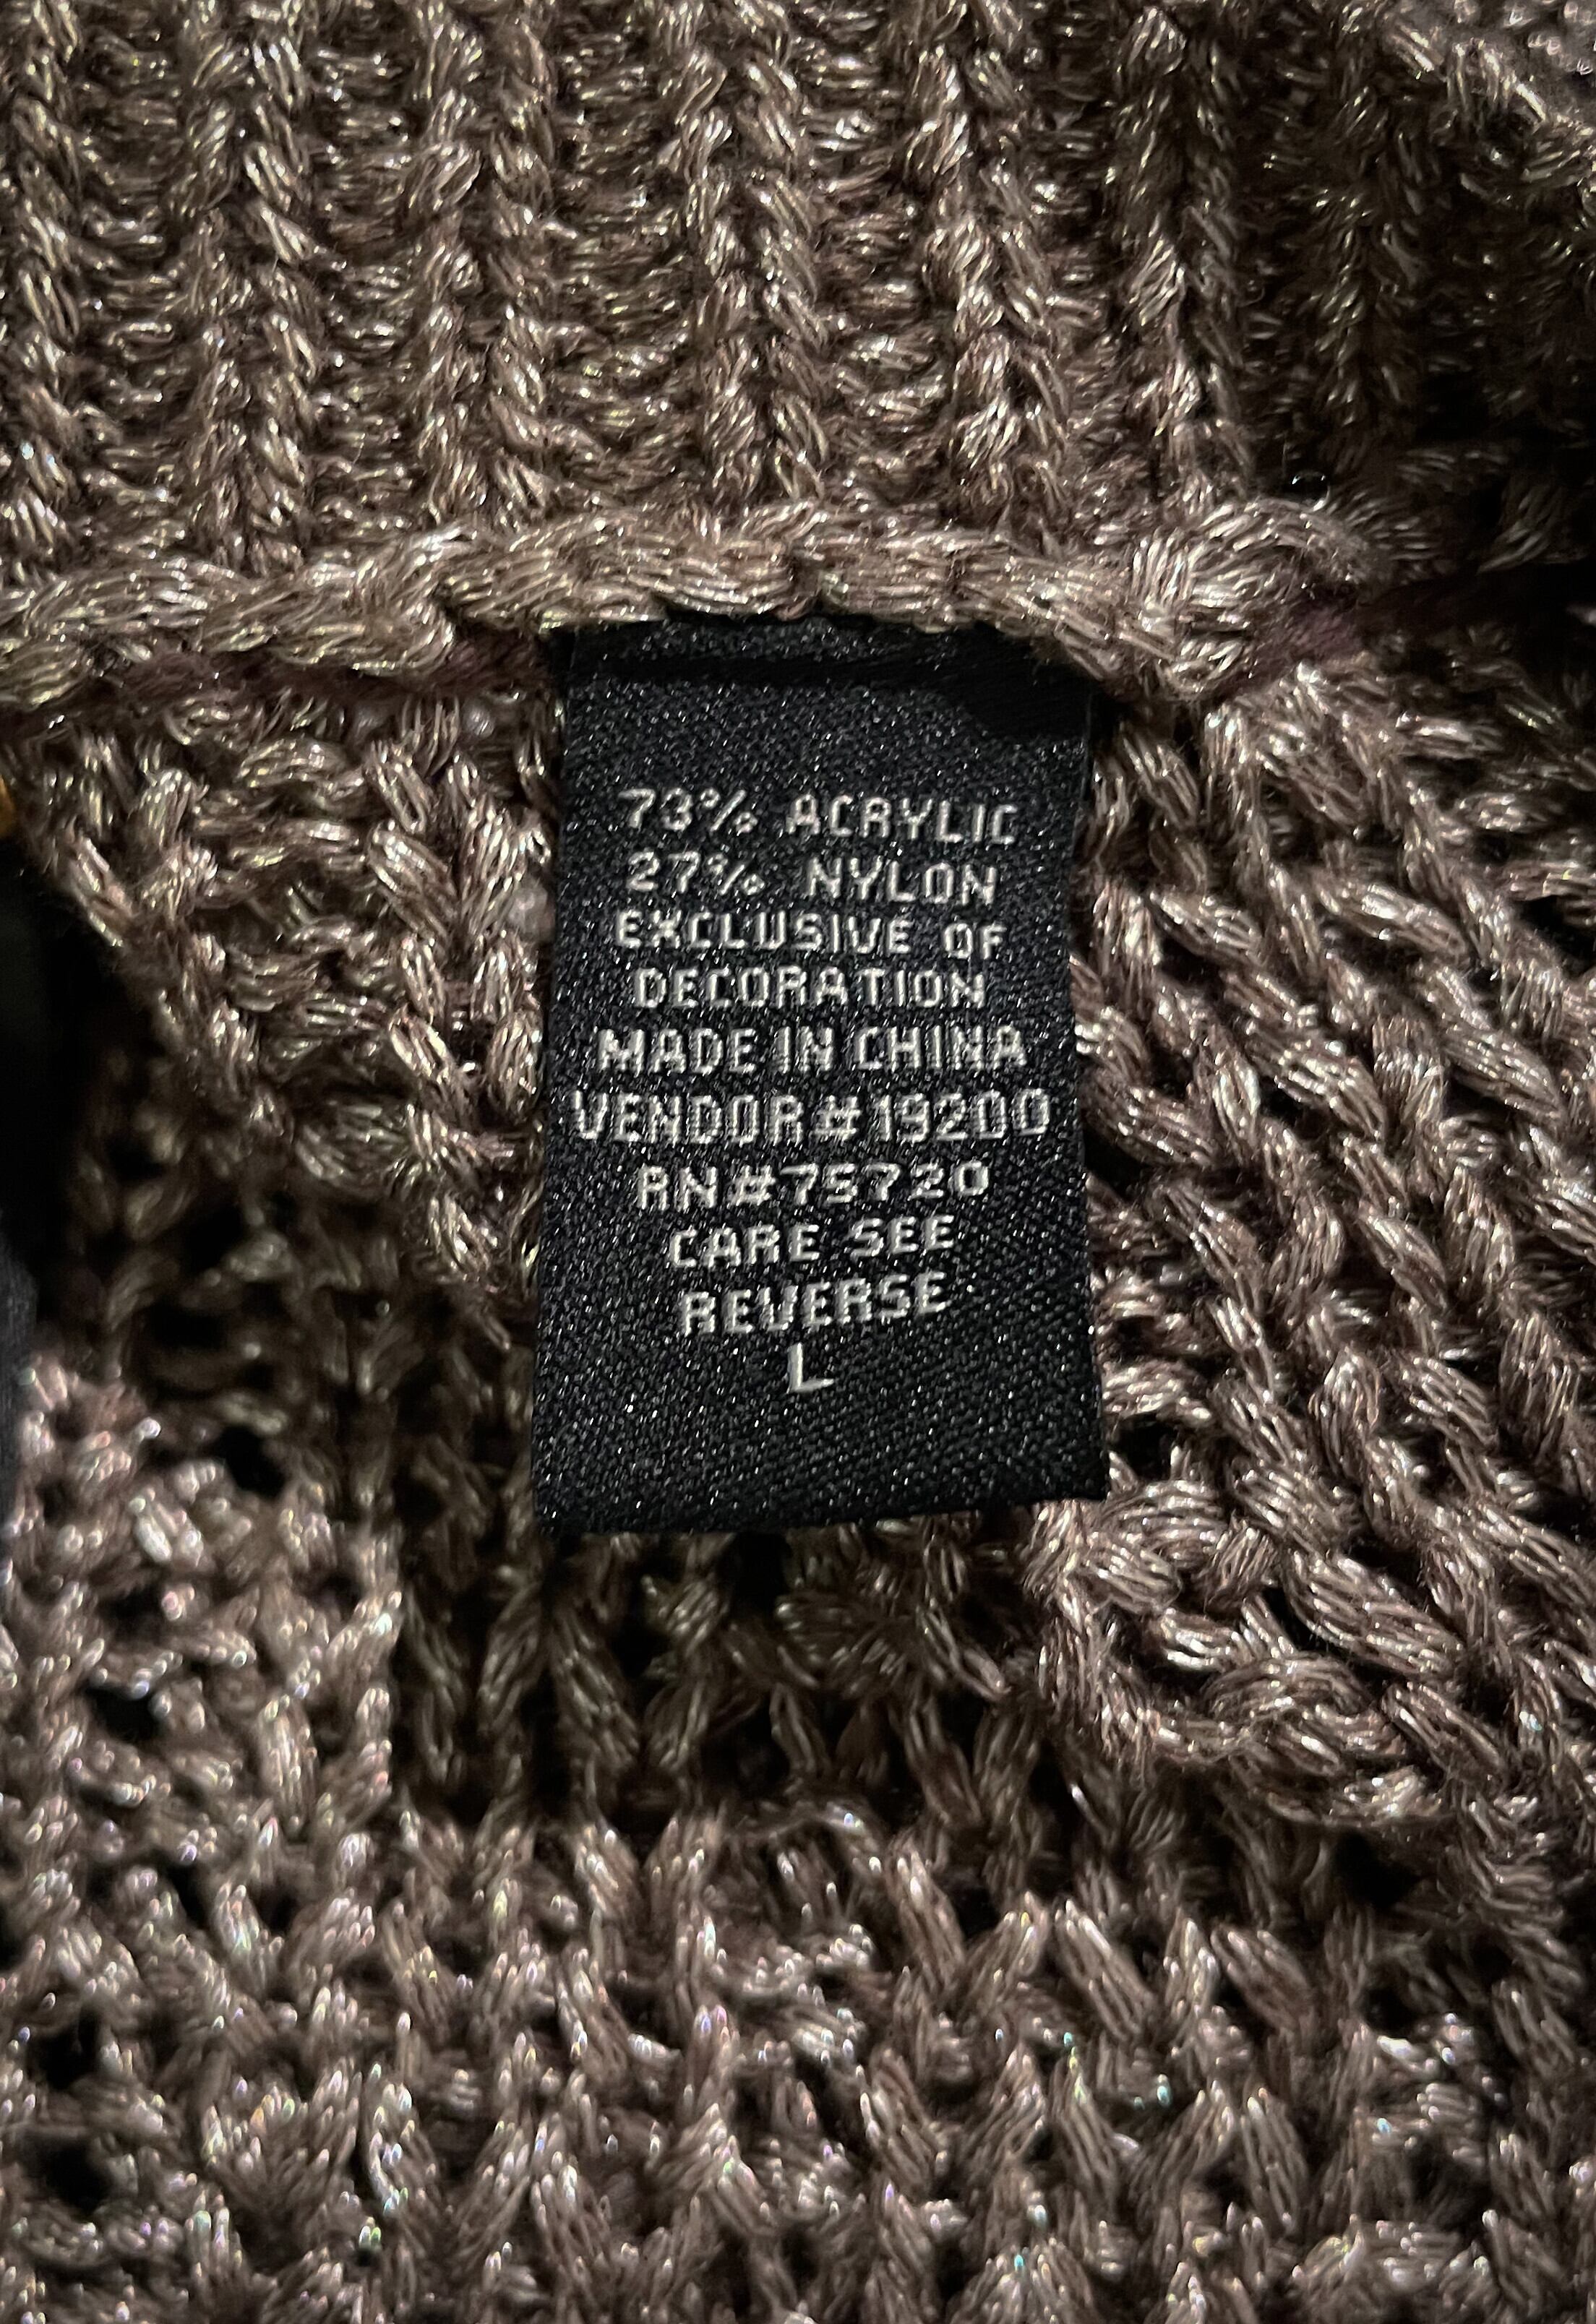 73% ACRYLIC
27% NYLON
EXCLUSIVE OF
DECORATION
MADE IN CHINA
VENDOR#19200
RN#75720
CARE SEE
REVERSE
L